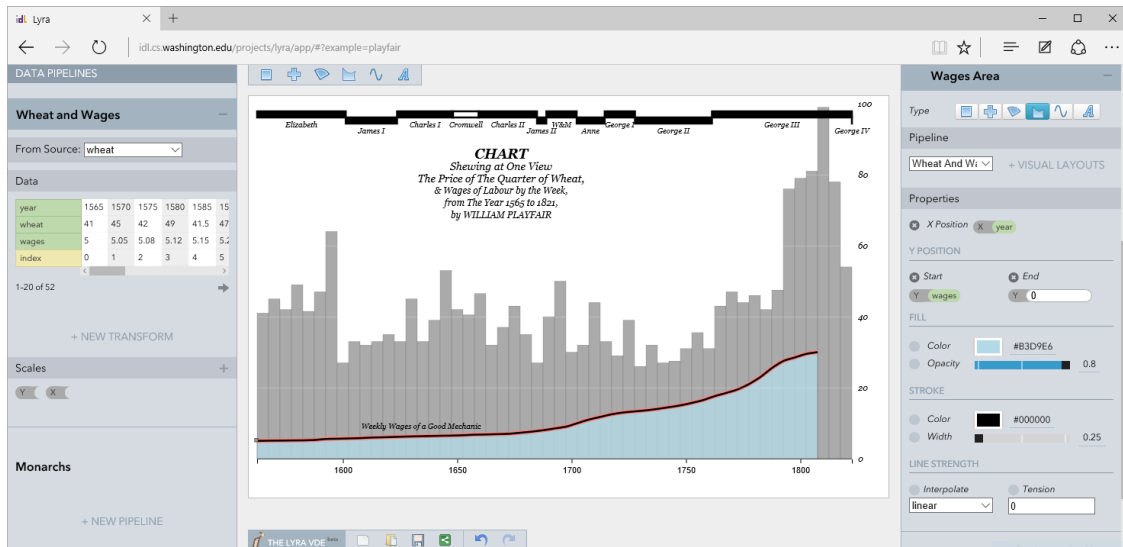 idL Lyra
idl.cs.washington.edu/projects/lyra/app/#?example=playfair
DATA PIPELINES
Wheat and Wages
From Source: wheat
Data
year 1565 1570 1575 1580 1585 15
wheat 41 45 42 49 41.5 47
wages 5 5.05 5.08 5.12 5.15 5.2
index 0 1 2 3 4 5
1-20 of 52
+ NEW TRANSFORM
Scales
Y X
Monarchs
+ NEW PIPELINE
Elizabeth James I Charles I Cromwell Charles II James II W&M Anne George I George II George III George IV
CHART
Shewing at One View
The Price of The Quarter of Wheat,
& Wages of Labour by the Week,
from The Year 1565 to 1821,
by WILLIAM PLAYFAIR
100
80
60
40
20
0
Weekly Wages of a Good Mechanic
1600 1650 1700 1750 1800
THE LYRA VDE beta
Wages Area
Type
Pipeline
Wheat And Wa + VISUAL LAYOUTS
Properties
X Position X year
Y POSITION
Start End
Y wages Y 0
FILL
Color #B3D9E6
Opacity 0.8
STROKE
Color #000000
Width 0.25
LINE STRENGTH
Interpolate Tension
linear 0